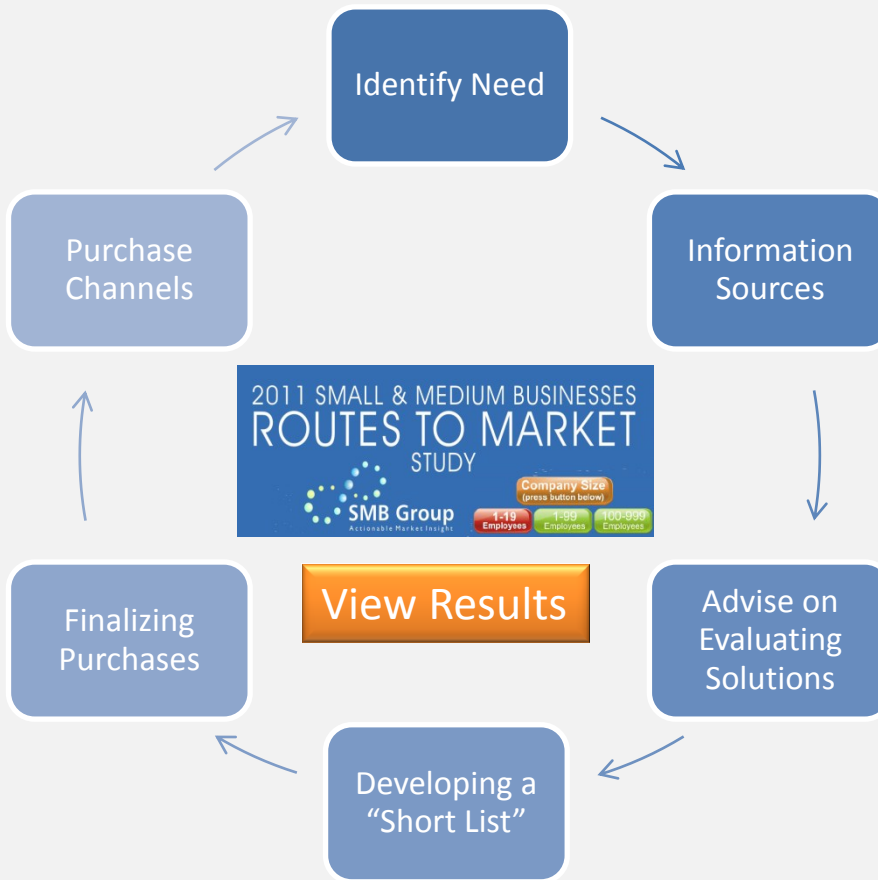 Identify Need
Information
Sources
Advise on
Evaluating
Solutions
Developing a
“Short List”
Finalizing
Purchases
Purchase
Channels
2011 SMALL & MEDIUM BUSINESSES
ROUTES TO MARKET
STUDY
SMB Group
Actionable Market Insight
Company Size
(press button below)
1-19
Employees
1-99
Employees
100-999
Employees
View Results